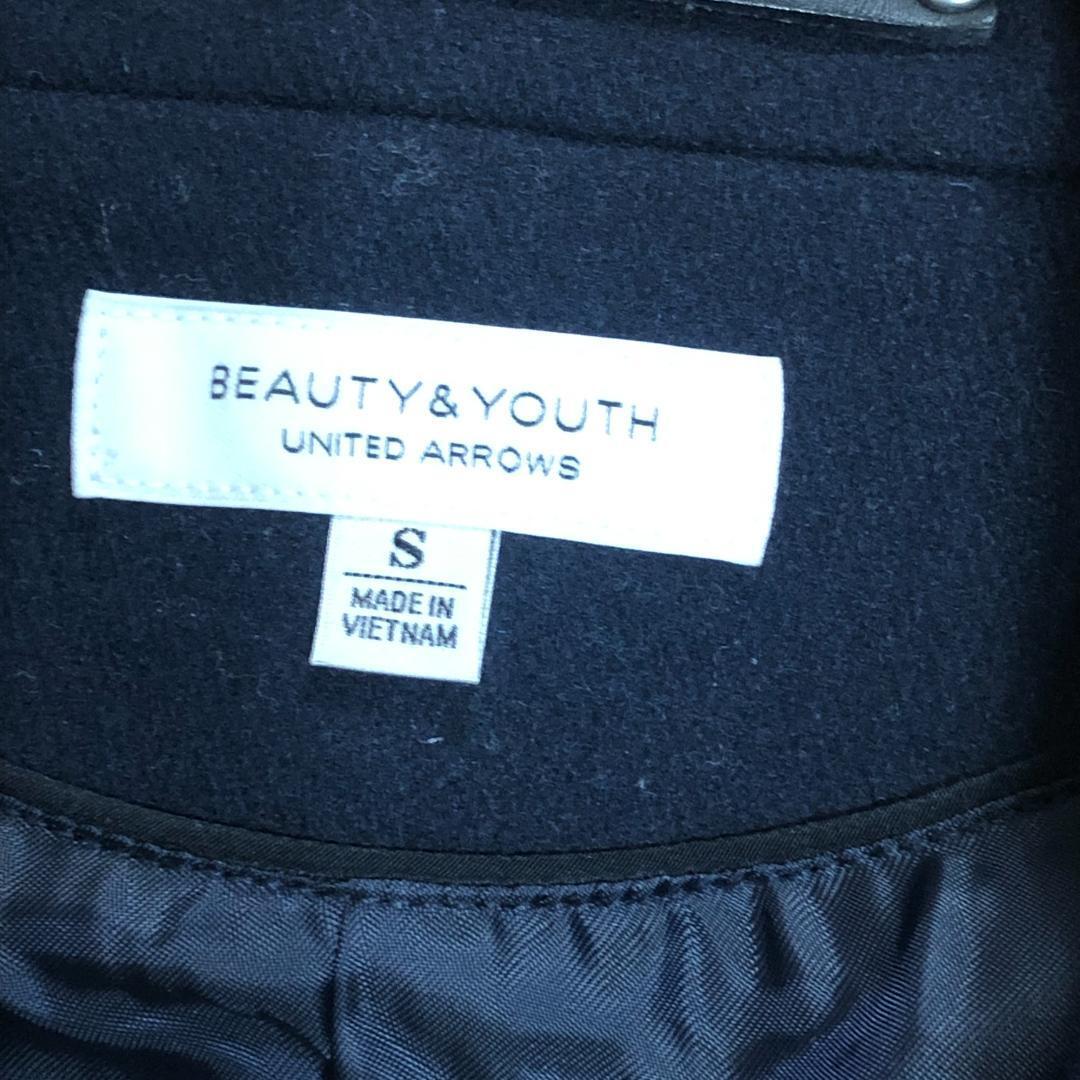 BEAUTY&YOUTH
UNITED ARROWS
S
MADE IN
VIETNAM